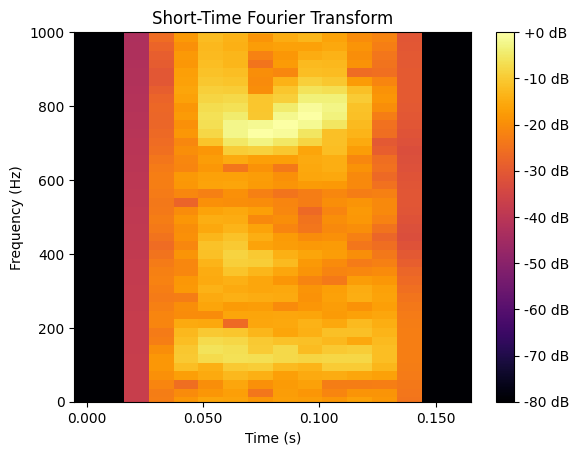 Short-Time Fourier Transform
1000
800
600
400
200
0
Frequency (Hz)
0.000
0.050
0.100
0.150
Time (s)
+0 dB
-10 dB
-20 dB
-30 dB
-40 dB
-50 dB
-60 dB
-70 dB
-80 dB